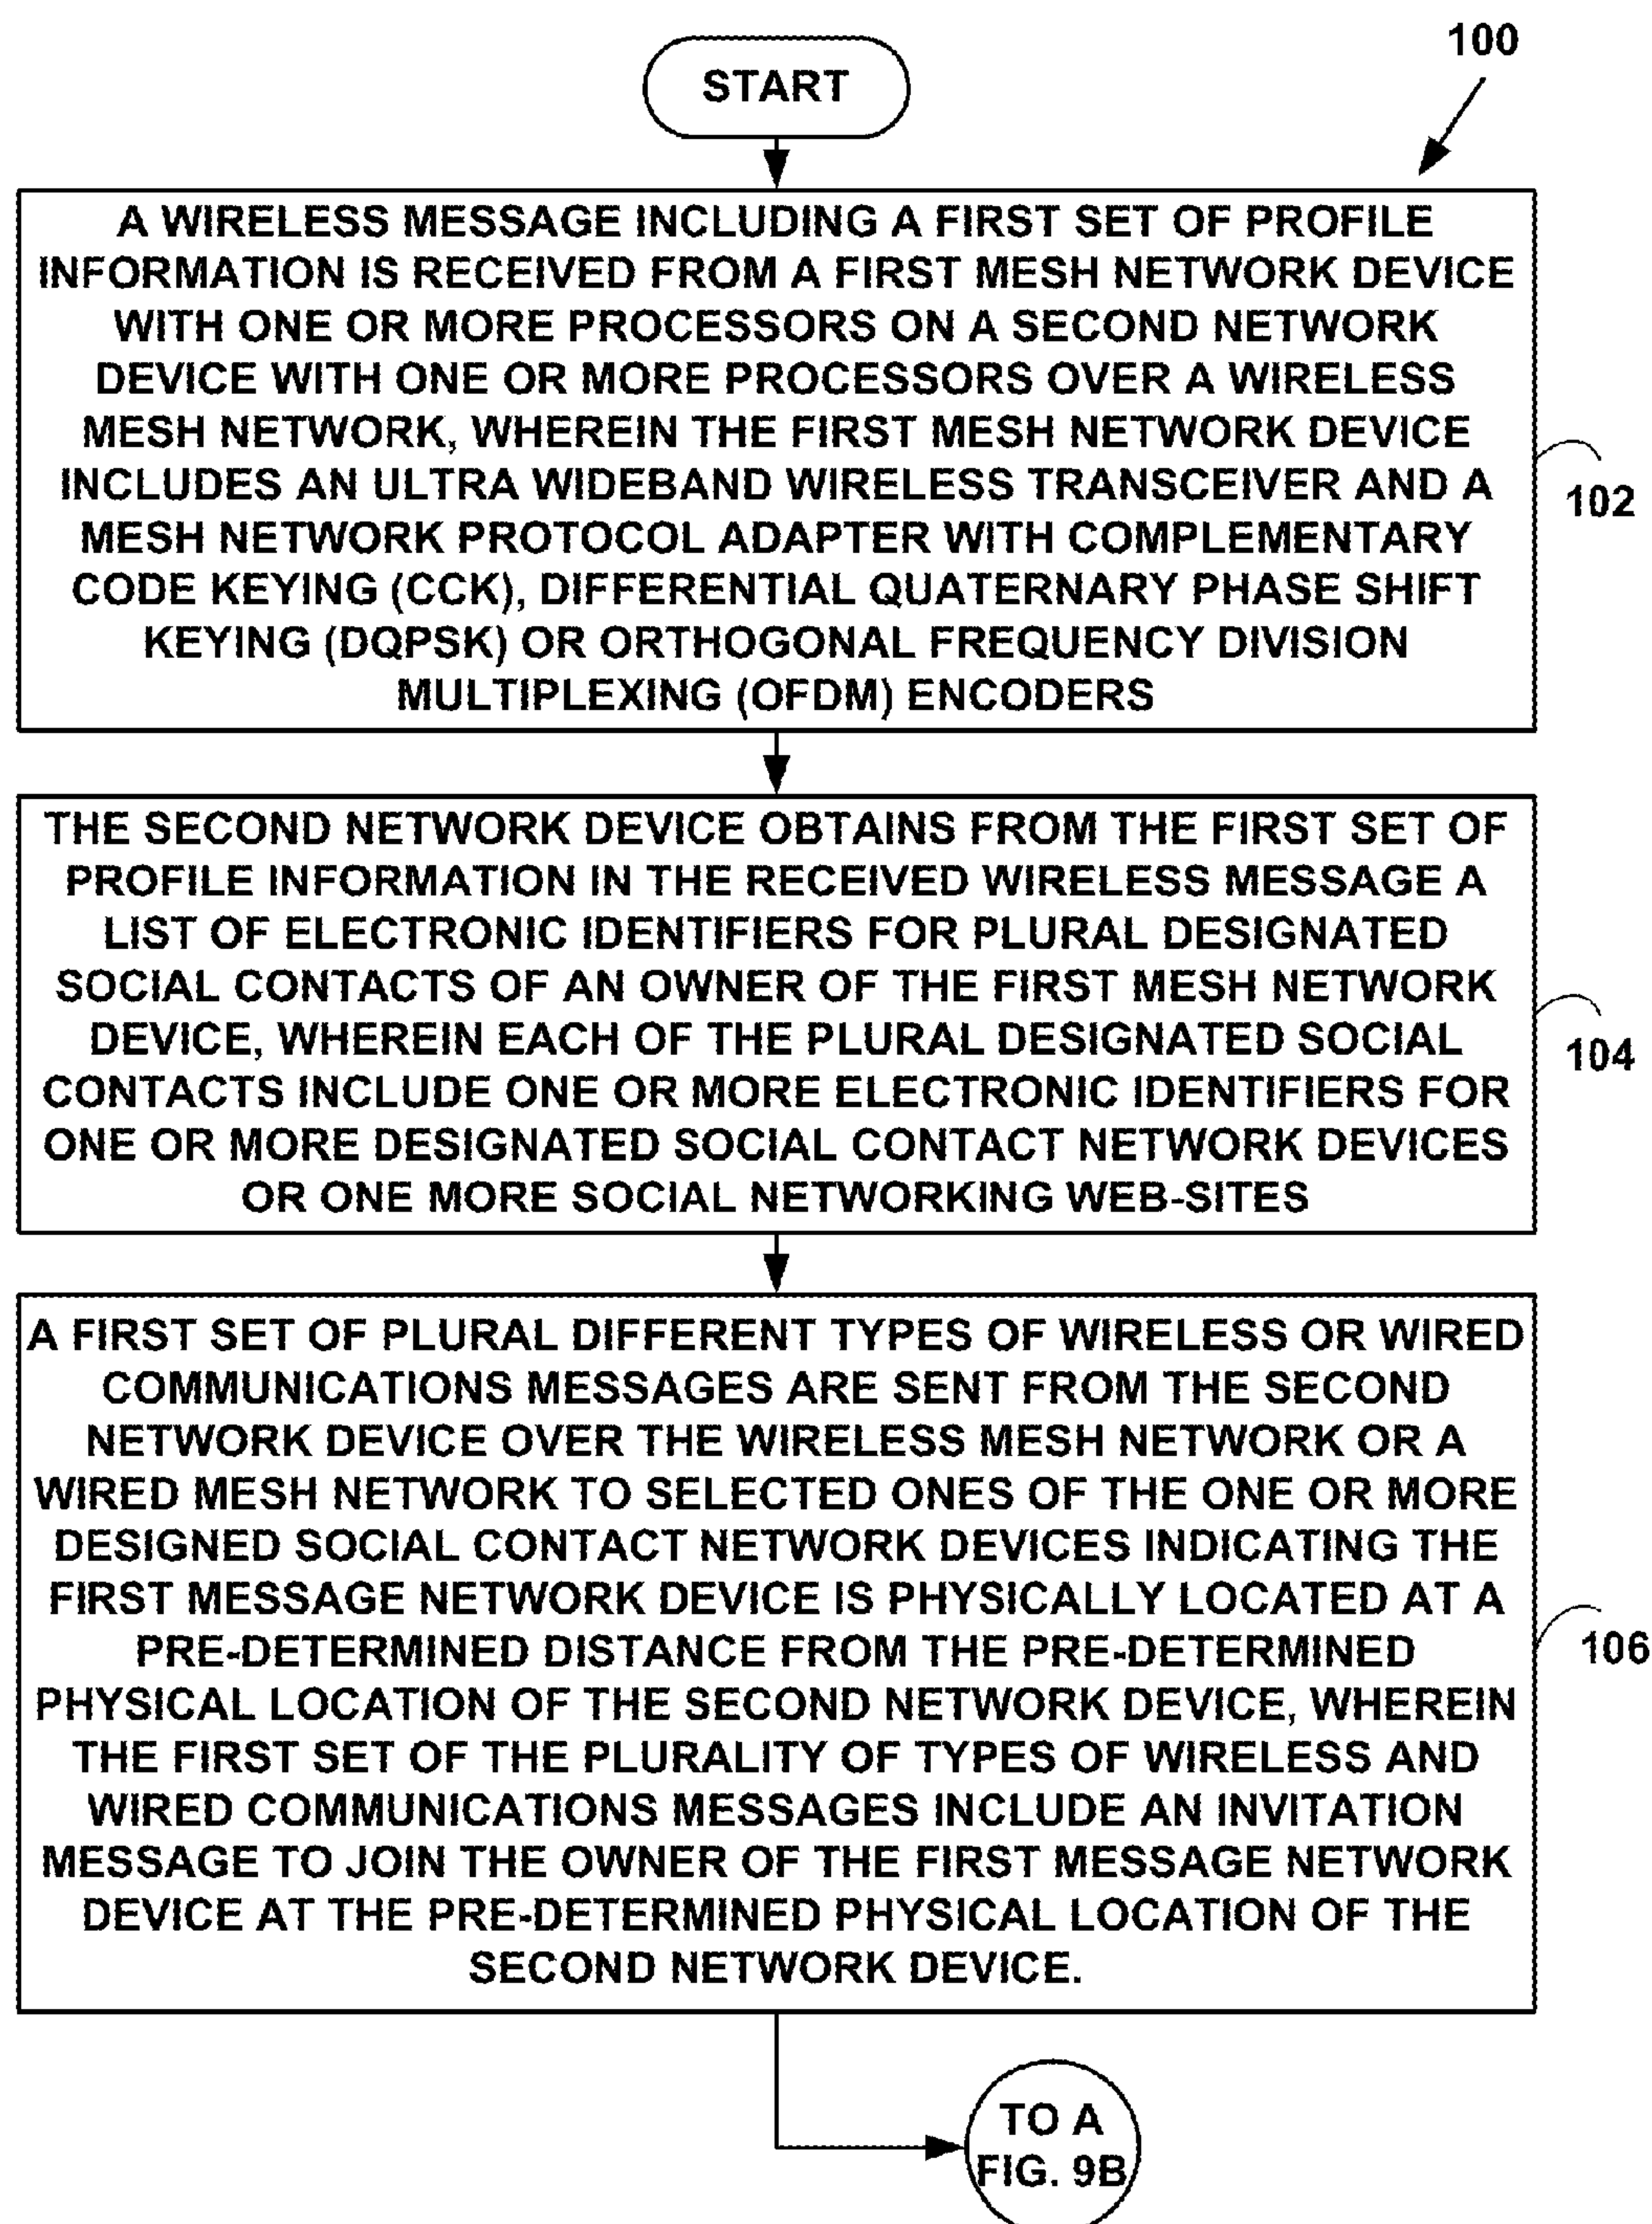 100
START
A WIRELESS MESSAGE INCLUDING A FIRST SET OF PROFILE
INFORMATION IS RECEIVED FROM A FIRST MESH NETWORK DEVICE
WITH ONE OR MORE PROCESSORS ON A SECOND NETWORK
DEVICE WITH ONE OR MORE PROCESSORS OVER A WIRELESS
MESH NETWORK, WHEREIN THE FIRST MESH NETWORK DEVICE
INCLUDES AN ULTRA WIDEBAND WIRELESS TRANSCEIVER AND A
MESH NETWORK PROTOCOL ADAPTER WITH COMPLEMENTARY
CODE KEYING (CCK), DIFFERENTIAL QUATERNARY PHASE SHIFT
KEYING (DQPSK) OR ORTHOGONAL FREQUENCY DIVISION
MULTIPLEXING (OFDM) ENCODERS
102
THE SECOND NETWORK DEVICE OBTAINS FROM THE FIRST SET OF
PROFILE INFORMATION IN THE RECEIVED WIRELESS MESSAGE A
LIST OF ELECTRONIC IDENTIFIERS FOR PLURAL DESIGNATED
SOCIAL CONTACTS OF AN OWNER OF THE FIRST MESH NETWORK
DEVICE, WHEREIN EACH OF THE PLURAL DESIGNATED SOCIAL
CONTACTS INCLUDE ONE OR MORE ELECTRONIC IDENTIFIERS FOR
ONE OR MORE DESIGNATED SOCIAL CONTACT NETWORK DEVICES
OR ONE MORE SOCIAL NETWORKING WEB-SITES
104
A FIRST SET OF PLURAL DIFFERENT TYPES OF WIRELESS OR WIRED
COMMUNICATIONS MESSAGES ARE SENT FROM THE SECOND
NETWORK DEVICE OVER THE WIRELESS MESH NETWORK OR A
WIRED MESH NETWORK TO SELECTED ONES OF THE ONE OR MORE
DESIGNED SOCIAL CONTACT NETWORK DEVICES INDICATING THE
FIRST MESSAGE NETWORK DEVICE IS PHYSICALLY LOCATED AT A
PRE-DETERMINED DISTANCE FROM THE PRE-DETERMINED
PHYSICAL LOCATION OF THE SECOND NETWORK DEVICE, WHEREIN
THE FIRST SET OF THE PLURALITY OF TYPES OF WIRELESS AND
WIRED COMMUNICATIONS MESSAGES INCLUDE AN INVITATION
MESSAGE TO JOIN THE OWNER OF THE FIRST MESSAGE NETWORK
DEVICE AT THE PRE-DETERMINED PHYSICAL LOCATION OF THE
SECOND NETWORK DEVICE.
106
TO A
FIG. 9B